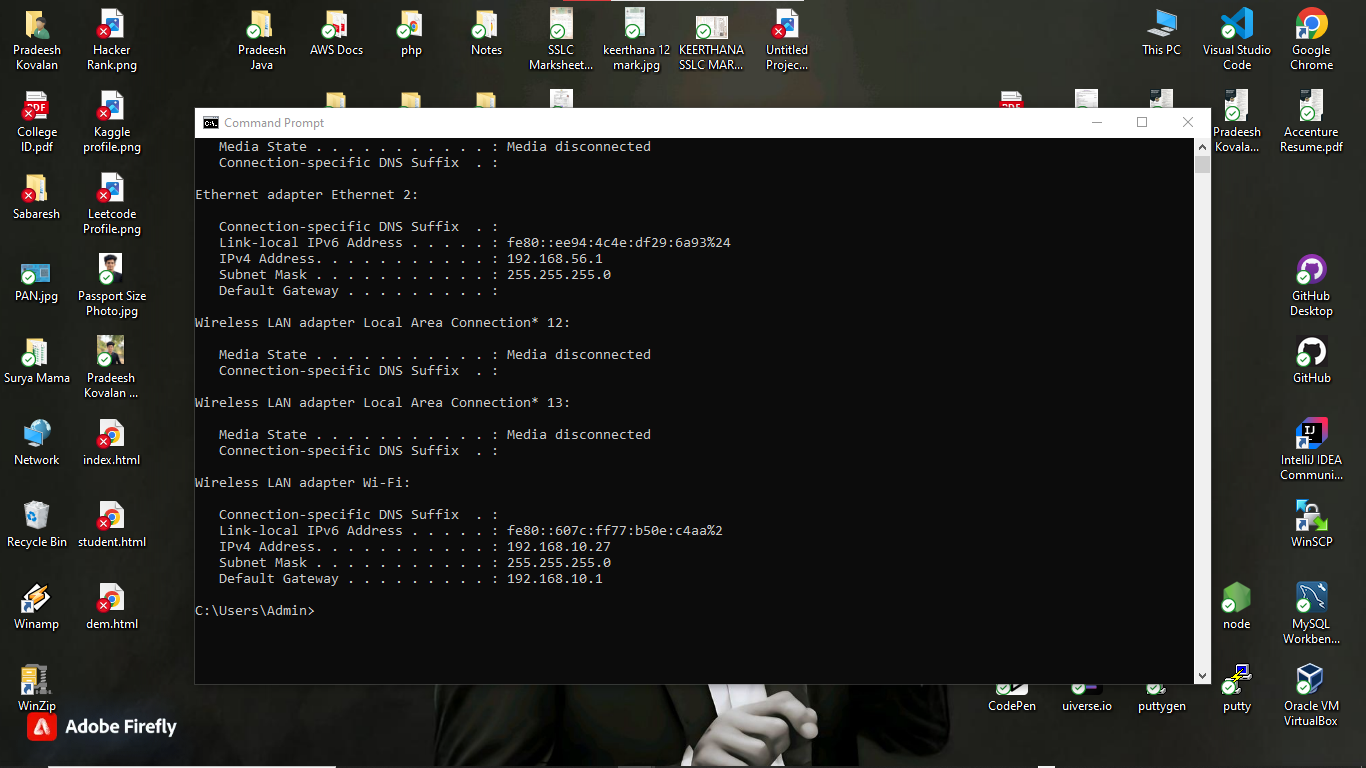 Pradeesh
Kovalan
Hacker
Rank.png
Pradeesh
Java
AWS Docs
php
Notes
SSLC
Marksheet...
keerthana 12
mark.jpg
KEERTHANA
SSLC MAR...
Untitled
Projec...
This PC
Visual Studio
Code
Google
Chrome
College
ID.pdf
Kaggle
profile.png
Pradeesh
Kovala...
Accenture
Resume.pdf
Sabaresh
Leetcode
Profile.png
PAN.jpg
Passport Size
Photo.jpg
GitHub
Desktop
Surya Mama
Pradeesh
Kovalan ...
GitHub
Network
index.html
IntelliJ IDEA
Communi...
Recycle Bin
student.html
WinSCP
Winamp
dem.html
node
MySQL
Workben...
WinZip
CodePen
uiverse.io
puttygen
putty
Oracle VM
VirtualBox
Adobe Firefly
Command Prompt
Media State . . . . . . . . . . . : Media disconnected
Connection-specific DNS Suffix  . :
Ethernet adapter Ethernet 2:
Connection-specific DNS Suffix  . :
Link-local IPv6 Address . . . . . : fe80::ee94:4c4e:df29:6a93%24
IPv4 Address. . . . . . . . . . . : 192.168.56.1
Subnet Mask . . . . . . . . . . . : 255.255.255.0
Default Gateway . . . . . . . . . :
Wireless LAN adapter Local Area Connection* 12:
Media State . . . . . . . . . . . : Media disconnected
Connection-specific DNS Suffix  . :
Wireless LAN adapter Local Area Connection* 13:
Media State . . . . . . . . . . . : Media disconnected
Connection-specific DNS Suffix  . :
Wireless LAN adapter Wi-Fi:
Connection-specific DNS Suffix  . :
Link-local IPv6 Address . . . . . : fe80::607c:ff77:b50e:c4aa%2
IPv4 Address. . . . . . . . . . . : 192.168.10.27
Subnet Mask . . . . . . . . . . . : 255.255.255.0
Default Gateway . . . . . . . . . : 192.168.10.1
C:\Users\Admin>